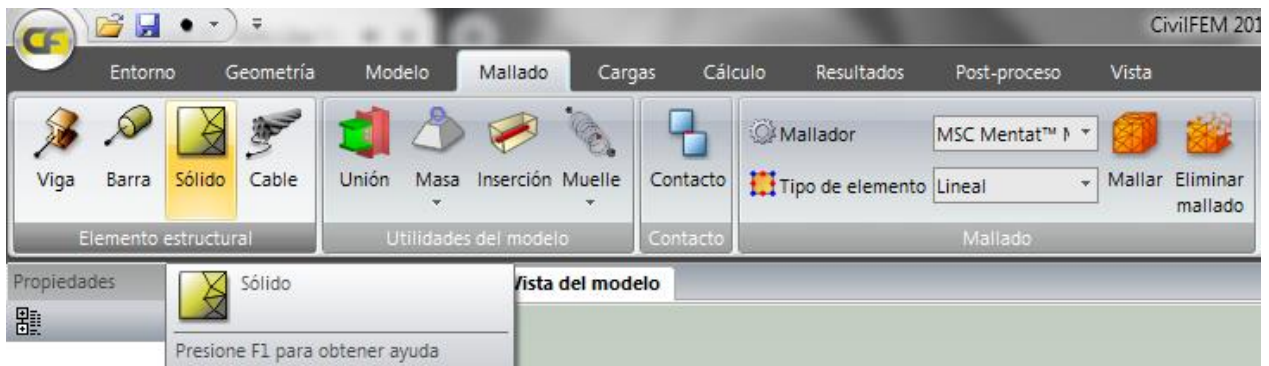 CF
CivilFEM 201
Entorno Geometría Modelo Mallado Cargas Cálculo Resultados Post-proceso Vista
Viga Barra Sólido Cable Unión Masa Inserción Muelle Contacto
Mallador MSC Mentat™
Tipo de elemento Lineal
Mallar Eliminar mallado
Elemento estructural Utilidades del modelo Contacto Mallado
Propiedades Sólido Vista del modelo
Presione F1 para obtener ayuda